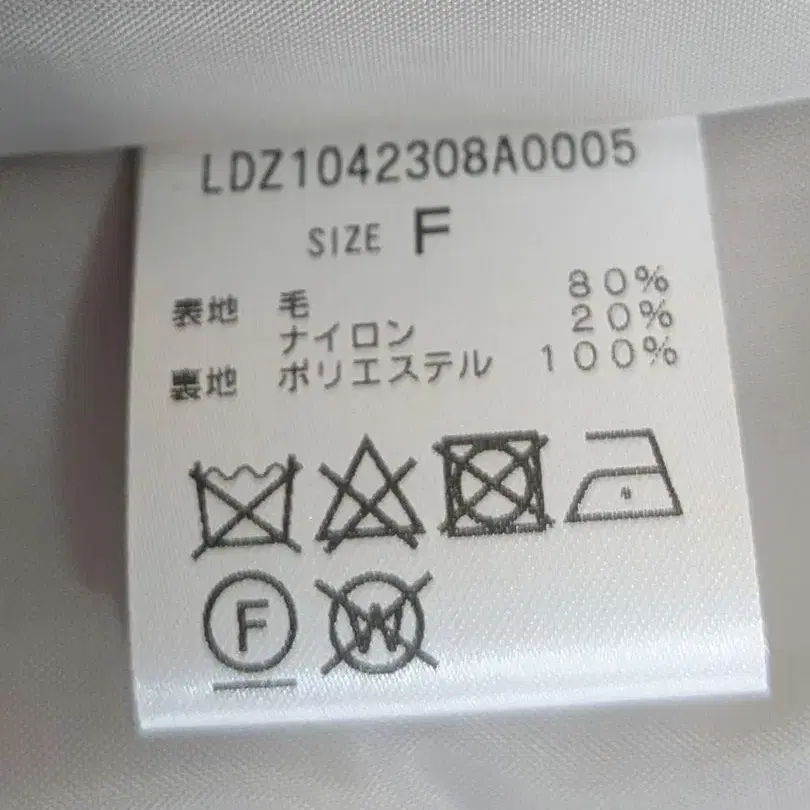 LDZ1042308A0005
SIZE F
表地 毛 80%
ナイロン 20%
裏地 ポリエステル 100%
F W